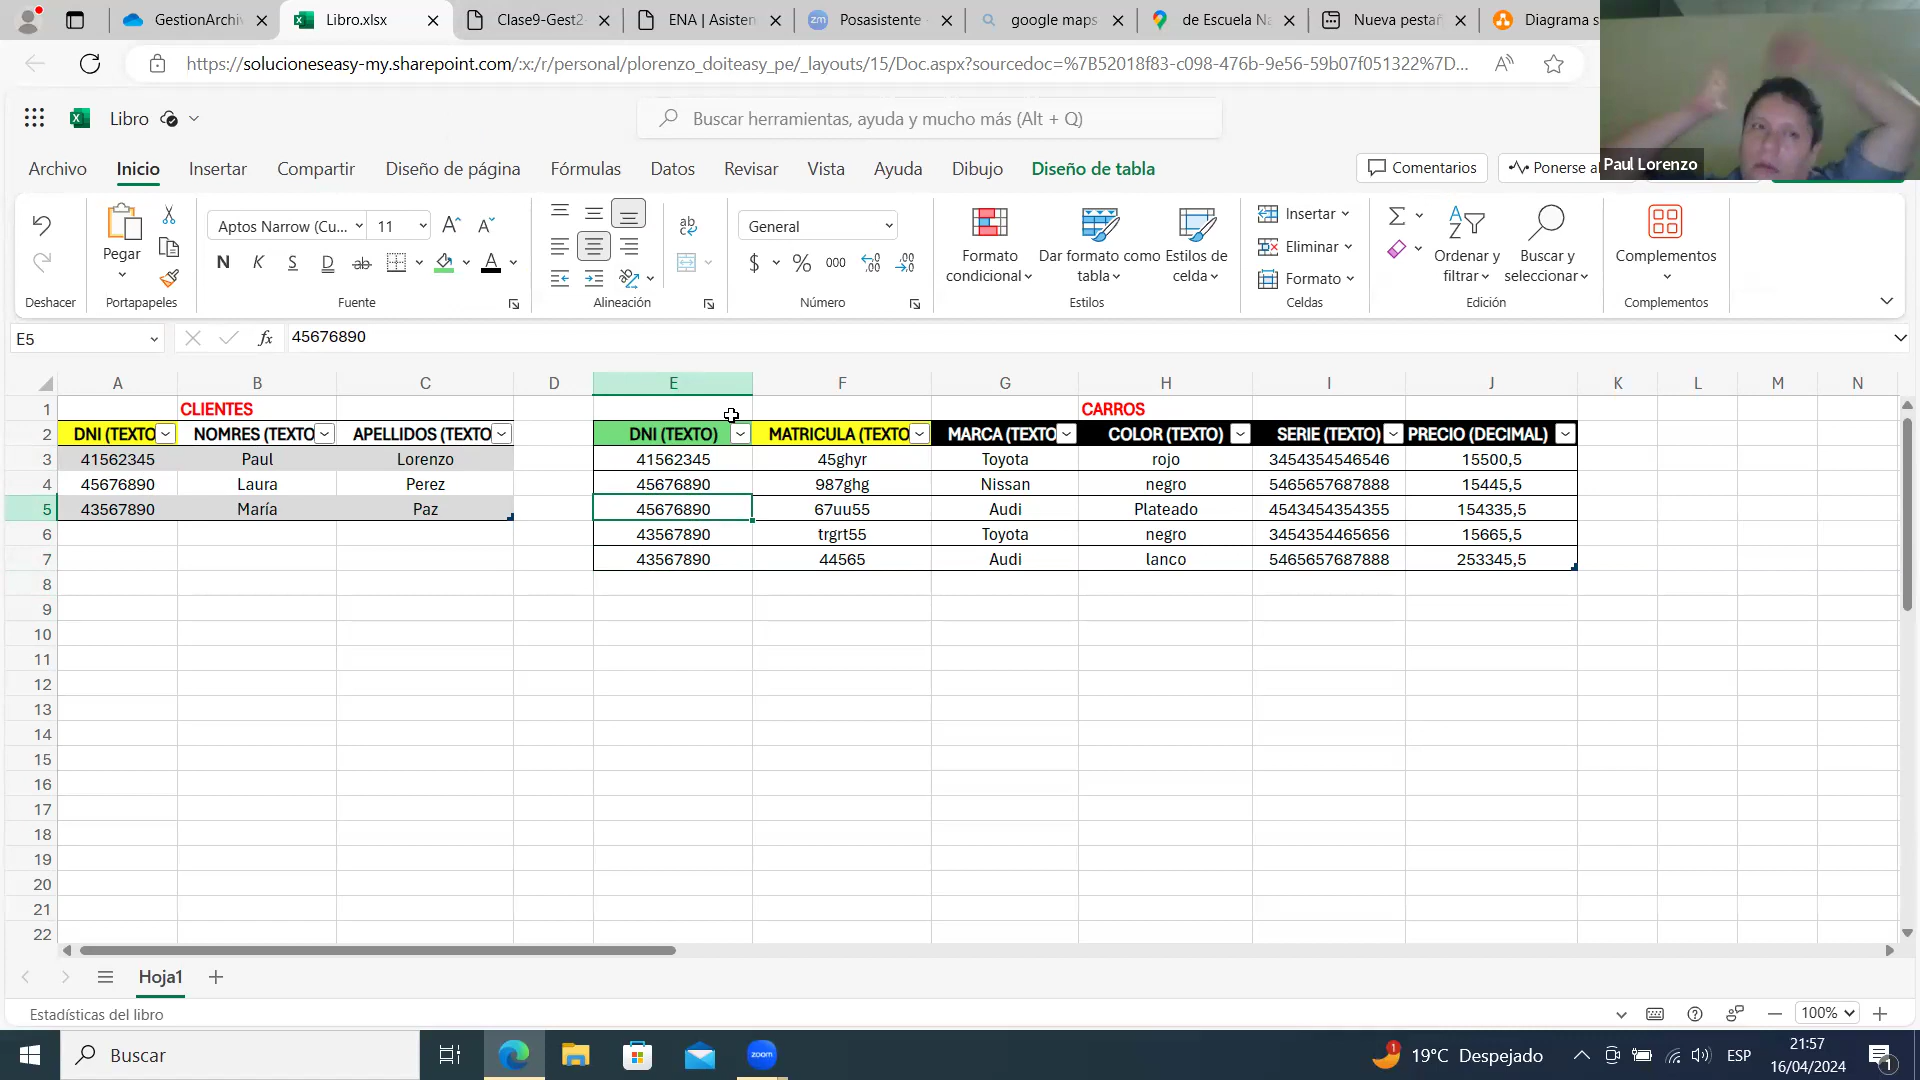 GestionArchiv
Libro.xlsx
Clase9-Gest2-
ENA | Asisten
zm
Posasistente -
google maps
de Escuela Na
Nueva pestañ
Diagrama s
https://solucioneseasy-my.sharepoint.com/:x:/r/personal/plorenzo_doiteasy_pe/_layouts/15/Doc.aspx?sourcedoc=%7B52018f83-c098-476b-9e56-59b07f051322%7D...
Libro
Buscar herramientas, ayuda y mucho más (Alt + Q)
Paul Lorenzo
Archivo
Inicio
Insertar
Compartir
Diseño de página
Fórmulas
Datos
Revisar
Vista
Ayuda
Dibujo
Diseño de tabla
Comentarios
Ponerse al
Pegar
Aptos Narrow (Cu...
11
N K S D ab
General
$ % 000
Formato condicional
Dar formato como tabla
Estilos de celda
Insertar
Eliminar
Formato
Ordenar y filtrar
Buscar y seleccionar
Complementos
Deshacer
Portapapeles
Fuente
Alineación
Número
Estilos
Celdas
Edición
Complementos
E5
fx
45676890
A B C D E F G H I J K L M N
1 CLIENTES CARROS
2 DNI (TEXTO NOMRES (TEXTO APELLIDOS (TEXTO DNI (TEXTO) MATRICULA (TEXTO MARCA (TEXTO COLOR (TEXTO) SERIE (TEXTO) PRECIO (DECIMAL)
3 41562345 Paul Lorenzo 41562345 45ghyr Toyota rojo 3454354546546 15500,5
4 45676890 Laura Perez 45676890 987ghg Nissan negro 5465657687888 15445,5
5 43567890 María Paz 45676890 67uu55 Audi Plateado 4543454354355 154335,5
6 43567890 trgrt55 Toyota negro 3454354465656 15665,5
7 43567890 44565 Audi lanco 5465657687888 253345,5
8
9
10
11
12
13
14
15
16
17
18
19
20
21
22
Hoja1
Estadísticas del libro
100%
Buscar
zoom
1
19°C Despejado
ESP
21:57
16/04/2024
1